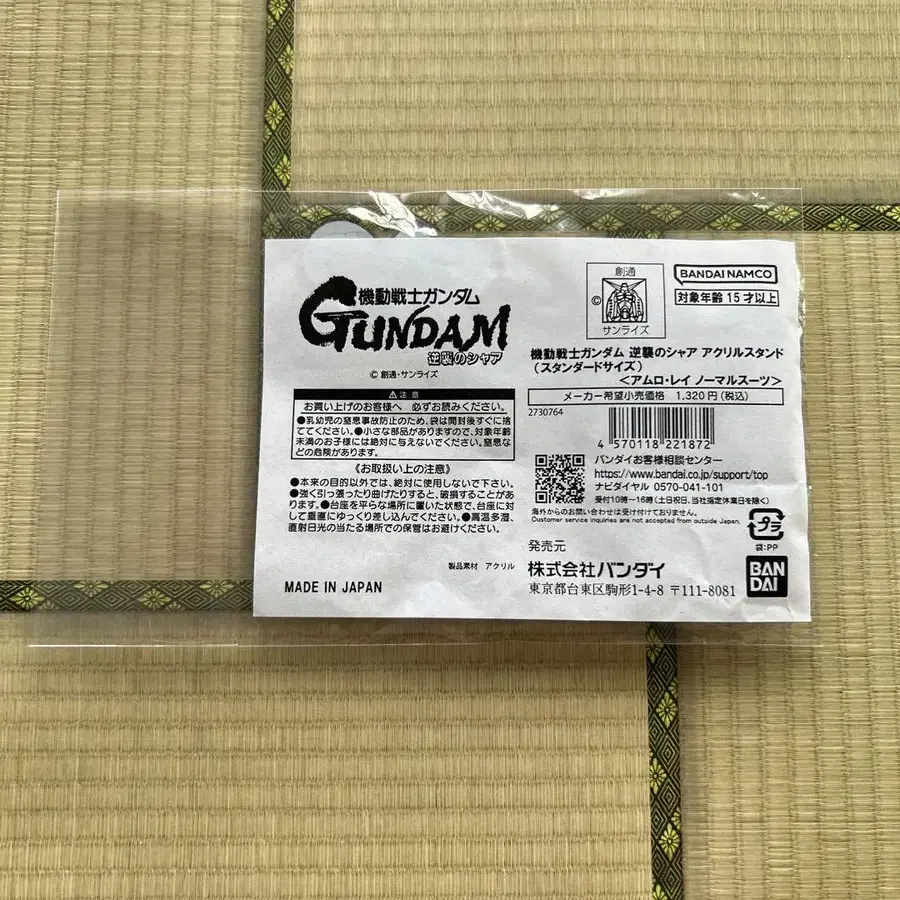 機動戦士ガンダム
GUNDAM
逆襲のシャア
© 創通・サンライズ
⚠ 注意
お買い上げのお客様へ 必ずお読みください。
●乳幼児の窒息事故防止のため、袋は開封後すぐに捨
ててください。●小さな部品がありますので、対象年齢
未満のお子様には絶対に与えないでください。窒息な
どの危険があります。
《お取扱い上の注意》
●本来の目的以外では、絶対に使用しないで下さい。
●強く引っ張ったり曲げたりすると、破損することがあ
ります。●台座を平らな場所に置いた状態で、台座に対
して垂直にゆっくり差し込んでください。●高温多湿、
直射日光の当たる場所での保管はお避けください。
製品素材 アクリル
MADE IN JAPAN
創通
©
サンライズ
BANDAI NAMCO
対象年齢 15才以上
機動戦士ガンダム 逆襲のシャア アクリルスタンド
(スタンダードサイズ)
<アムロ・レイ ノーマルスーツ>
メーカー希望小売価格 1,320円(税込)
2730764
4 570118 221872
バンダイお客様相談センター
https://www.bandai.co.jp/support/top
ナビダイヤル 0570-041-101
受付10時〜16時(土日祝日、当社指定休業日を除く)
海外からのお問い合わせは受け付けておりません。
Customer service inquiries are not accepted from outside Japan.
プラ
袋:PP
発売元
株式会社バンダイ
東京都台東区駒形1-4-8 〒111-8081
BAN
DAI